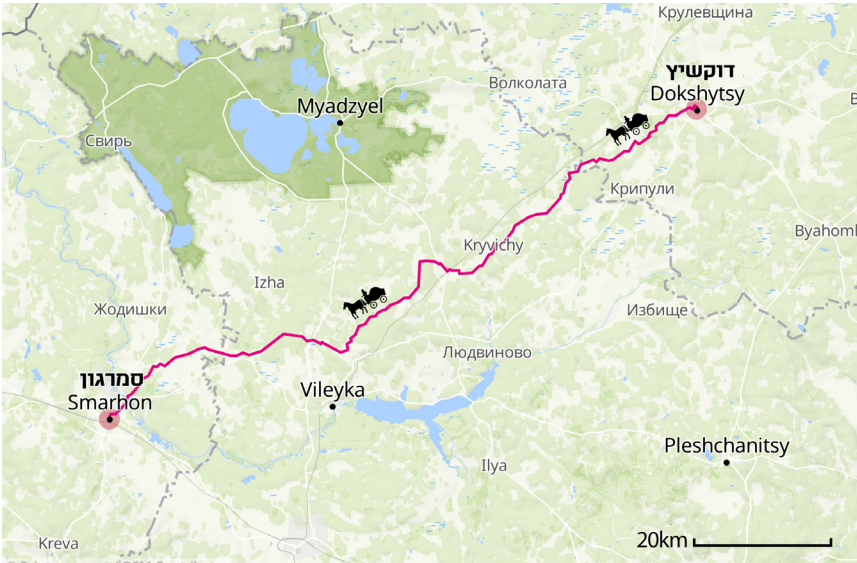 Крулевщина
דוקשיץ
Dokshytsy
Волколата
Myadzyel
Свирь
Крипули
Byahoml
Kryvichy
Izha
Жодишки
Избище
Людвиново
סמרגון
Smarhon
Vileyka
Pleshchanitsy
Ilya
Kreva
20km